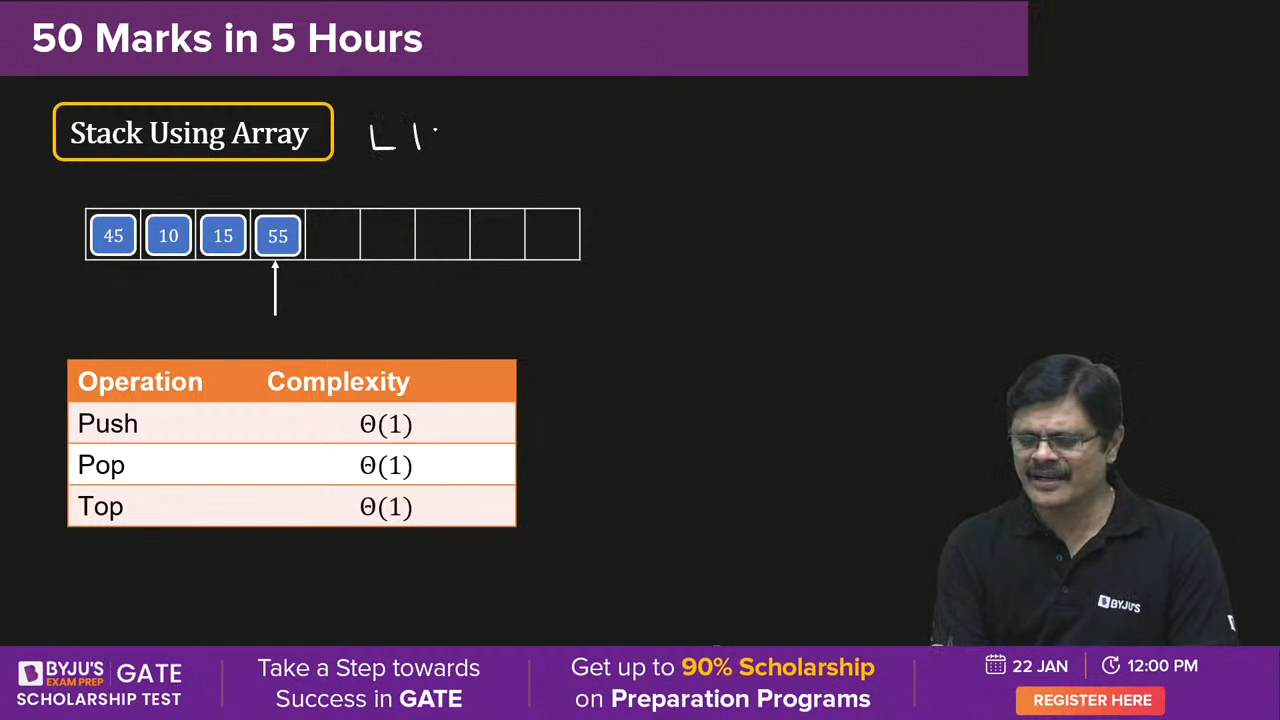 50 Marks in 5 Hours
Stack Using Array L I
45 10 15 55
Operation Complexity
Push Θ(1)
Pop Θ(1)
Top Θ(1)
BYJU'S
BYJU'S EXAM PREP GATE
SCHOLARSHIP TEST
Take a Step towards
Success in GATE
Get up to 90% Scholarship
on Preparation Programs
22 JAN 12:00 PM
REGISTER HERE